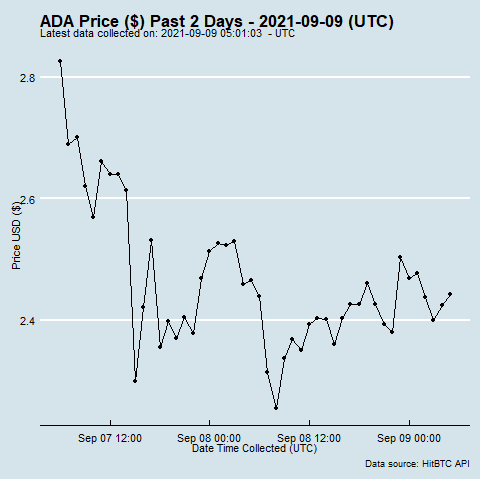 ADA Price ($) Past 2 Days - 2021-09-09 (UTC)
Latest data collected on: 2021-09-09 05:01:03 - UTC
2.8
2.6
2.4
Price USD ($)
Sep 07 12:00 Sep 08 00:00 Sep 08 12:00 Sep 09 00:00
Date Time Collected (UTC)
Data source: HitBTC API